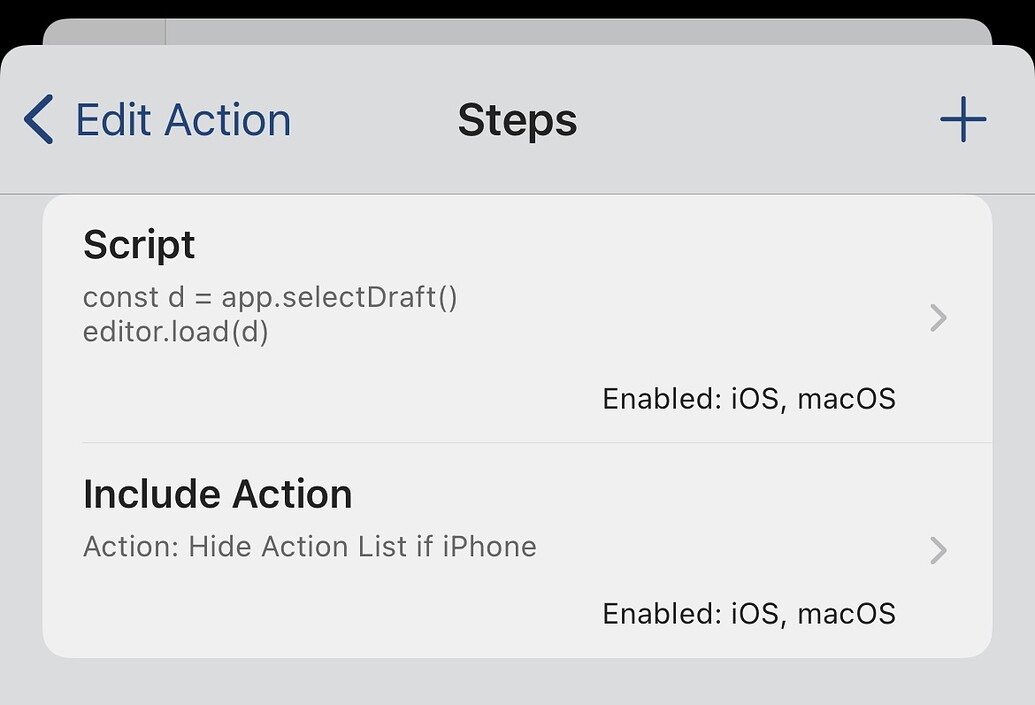 Edit Action
Steps
Script
const d = app.selectDraft()
editor.load(d)
Enabled: iOS, macOS
Include Action
Action: Hide Action List if iPhone
Enabled: iOS, macOS